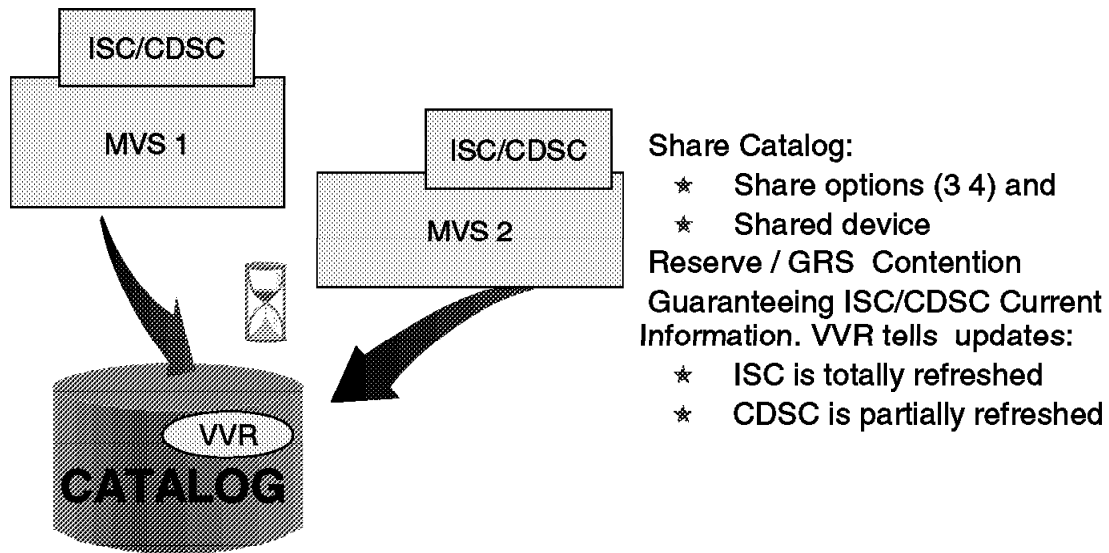 ISC/CDSC
MVS 1
ISC/CDSC
MVS 2
VVR
CATALOG
Share Catalog:
Share options (3 4) and
Shared device
Reserve / GRS Contention
Guaranteeing ISC/CDSC Current
Information. VVR tells updates:
ISC is totally refreshed
CDSC is partially refreshed